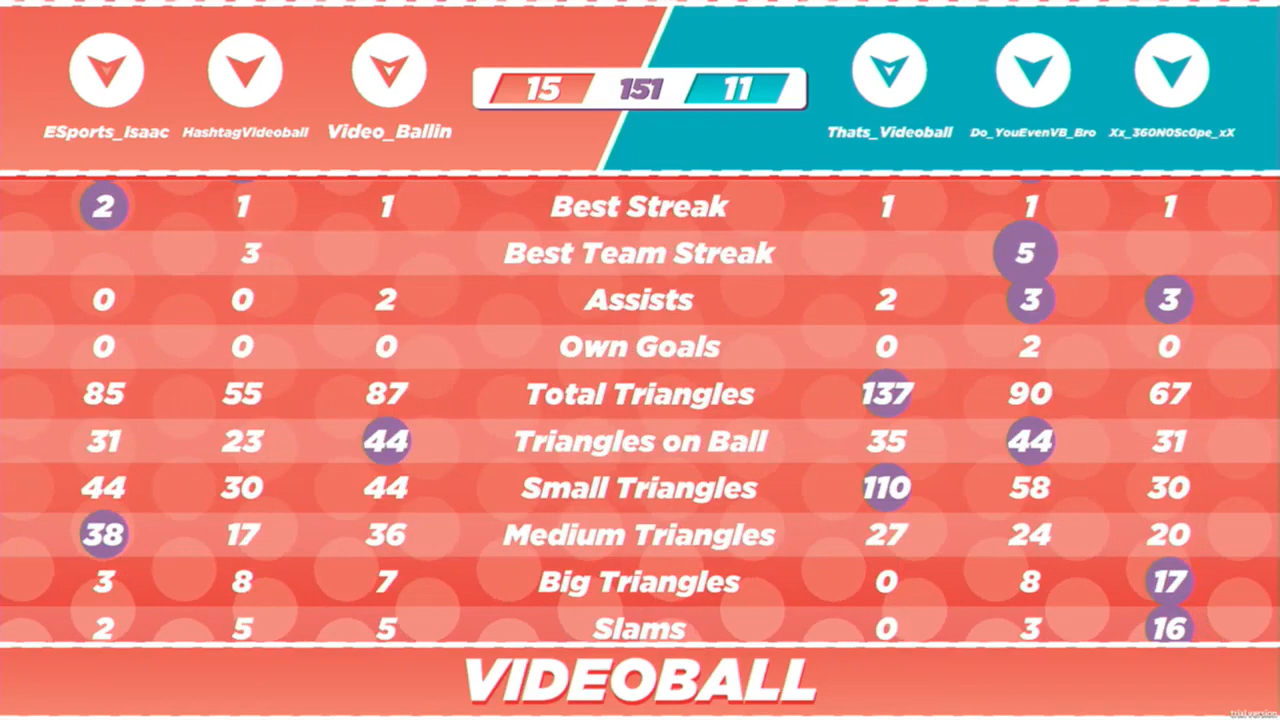 15 151 11
ESports_Isaac HashtagVideoball Video_Ballin Thats_Videoball Do_YouEvenVB_Bro Xx_360N0Sc0pe_xX
2 1 1 Best Streak 1 1 1
3 Best Team Streak 5
0 0 2 Assists 2 3 3
0 0 0 Own Goals 0 2 0
85 55 87 Total Triangles 137 90 67
31 23 44 Triangles on Ball 35 44 31
44 30 44 Small Triangles 110 58 30
38 17 36 Medium Triangles 27 24 20
3 8 7 Big Triangles 0 8 17
2 5 5 Slams 0 3 16
VIDEOBALL
trial version